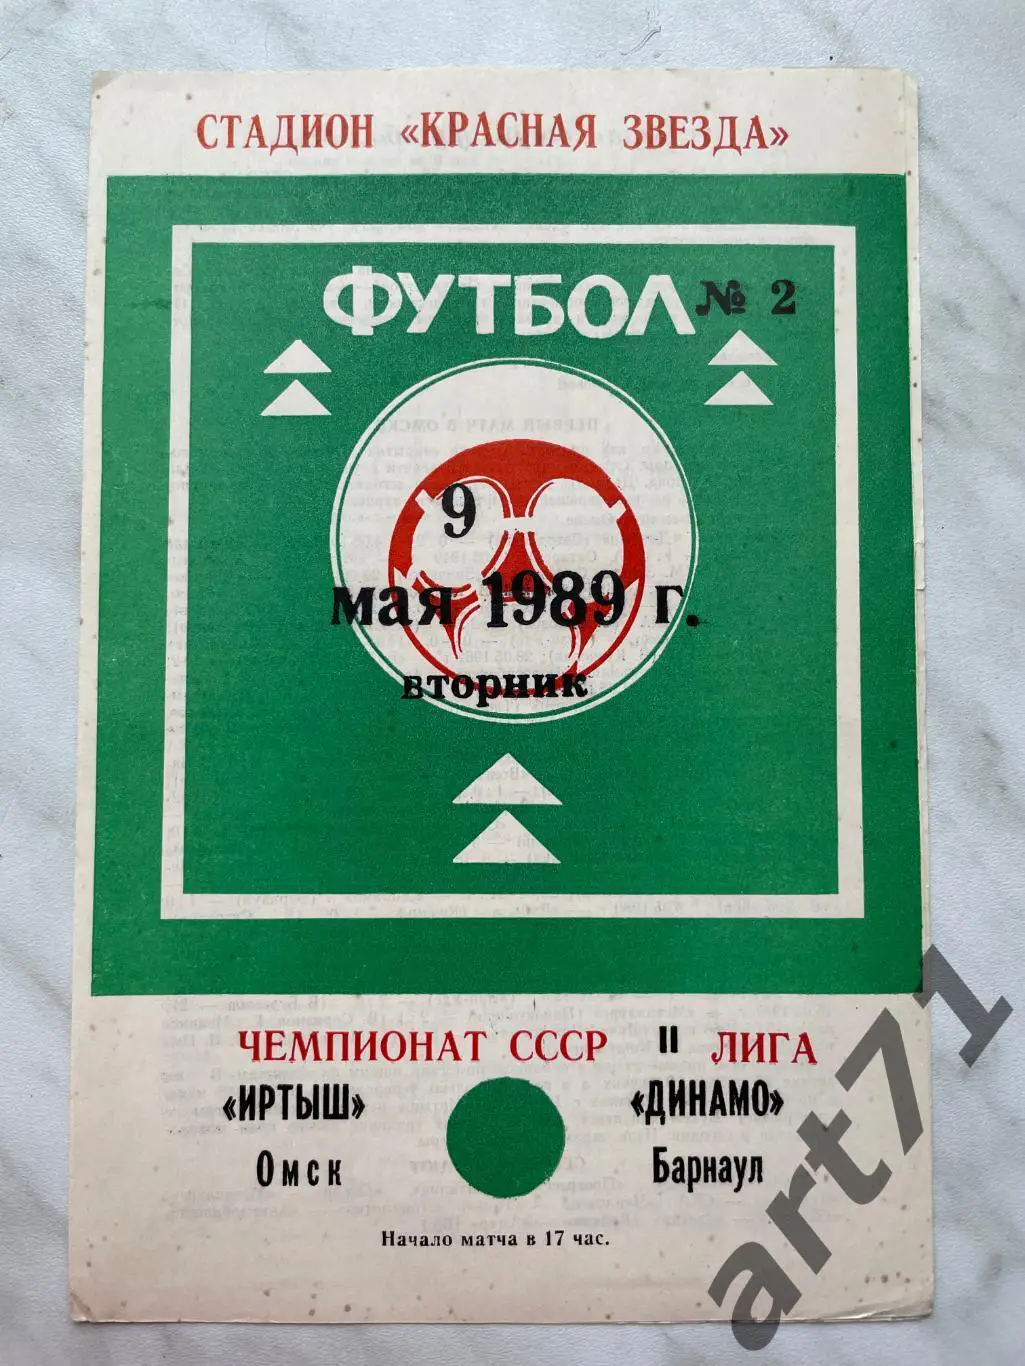 СТАДИОН «КРАСНАЯ ЗВЕЗДА»
ФУТБОЛ № 2
9
мая 1989 г.
вторник
ЧЕМПИОНАТ СССР II ЛИГА
«ИРТЫШ» «ДИНАМО»
Омск Барнаул
Начало матча в 17 час.
art71